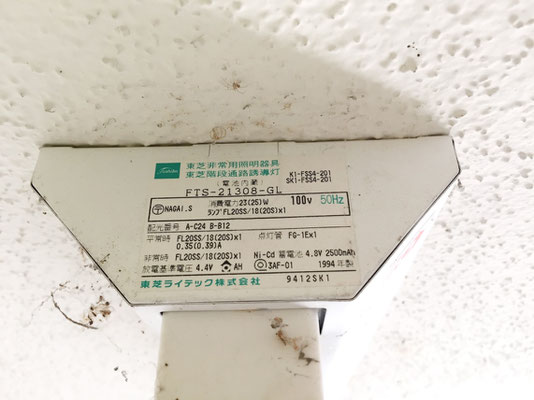 Toshiba
東芝非常用照明器具
東芝階段通路誘導灯
K1-FSS4-201
SK1-FSS4-201
(電池内蔵)
FTS-21308-GL
NAGAI.S
消費電力23(25)W
ランプFL20SS/18(20S)x1
100v 50Hz
配光番号 A-C24 B-B12
平常時 FL20SS/18(20S)x1 点灯管 FG-1Ex1
0.35(0.39)A
非常時 FL20SS/18(20S)x1 Ni-Cd 蓄電池 4.8V 2500mAh
放電基準電圧 4.4V AH 3AF-01 1994 年製
東芝ライテック株式会社 9412SK1